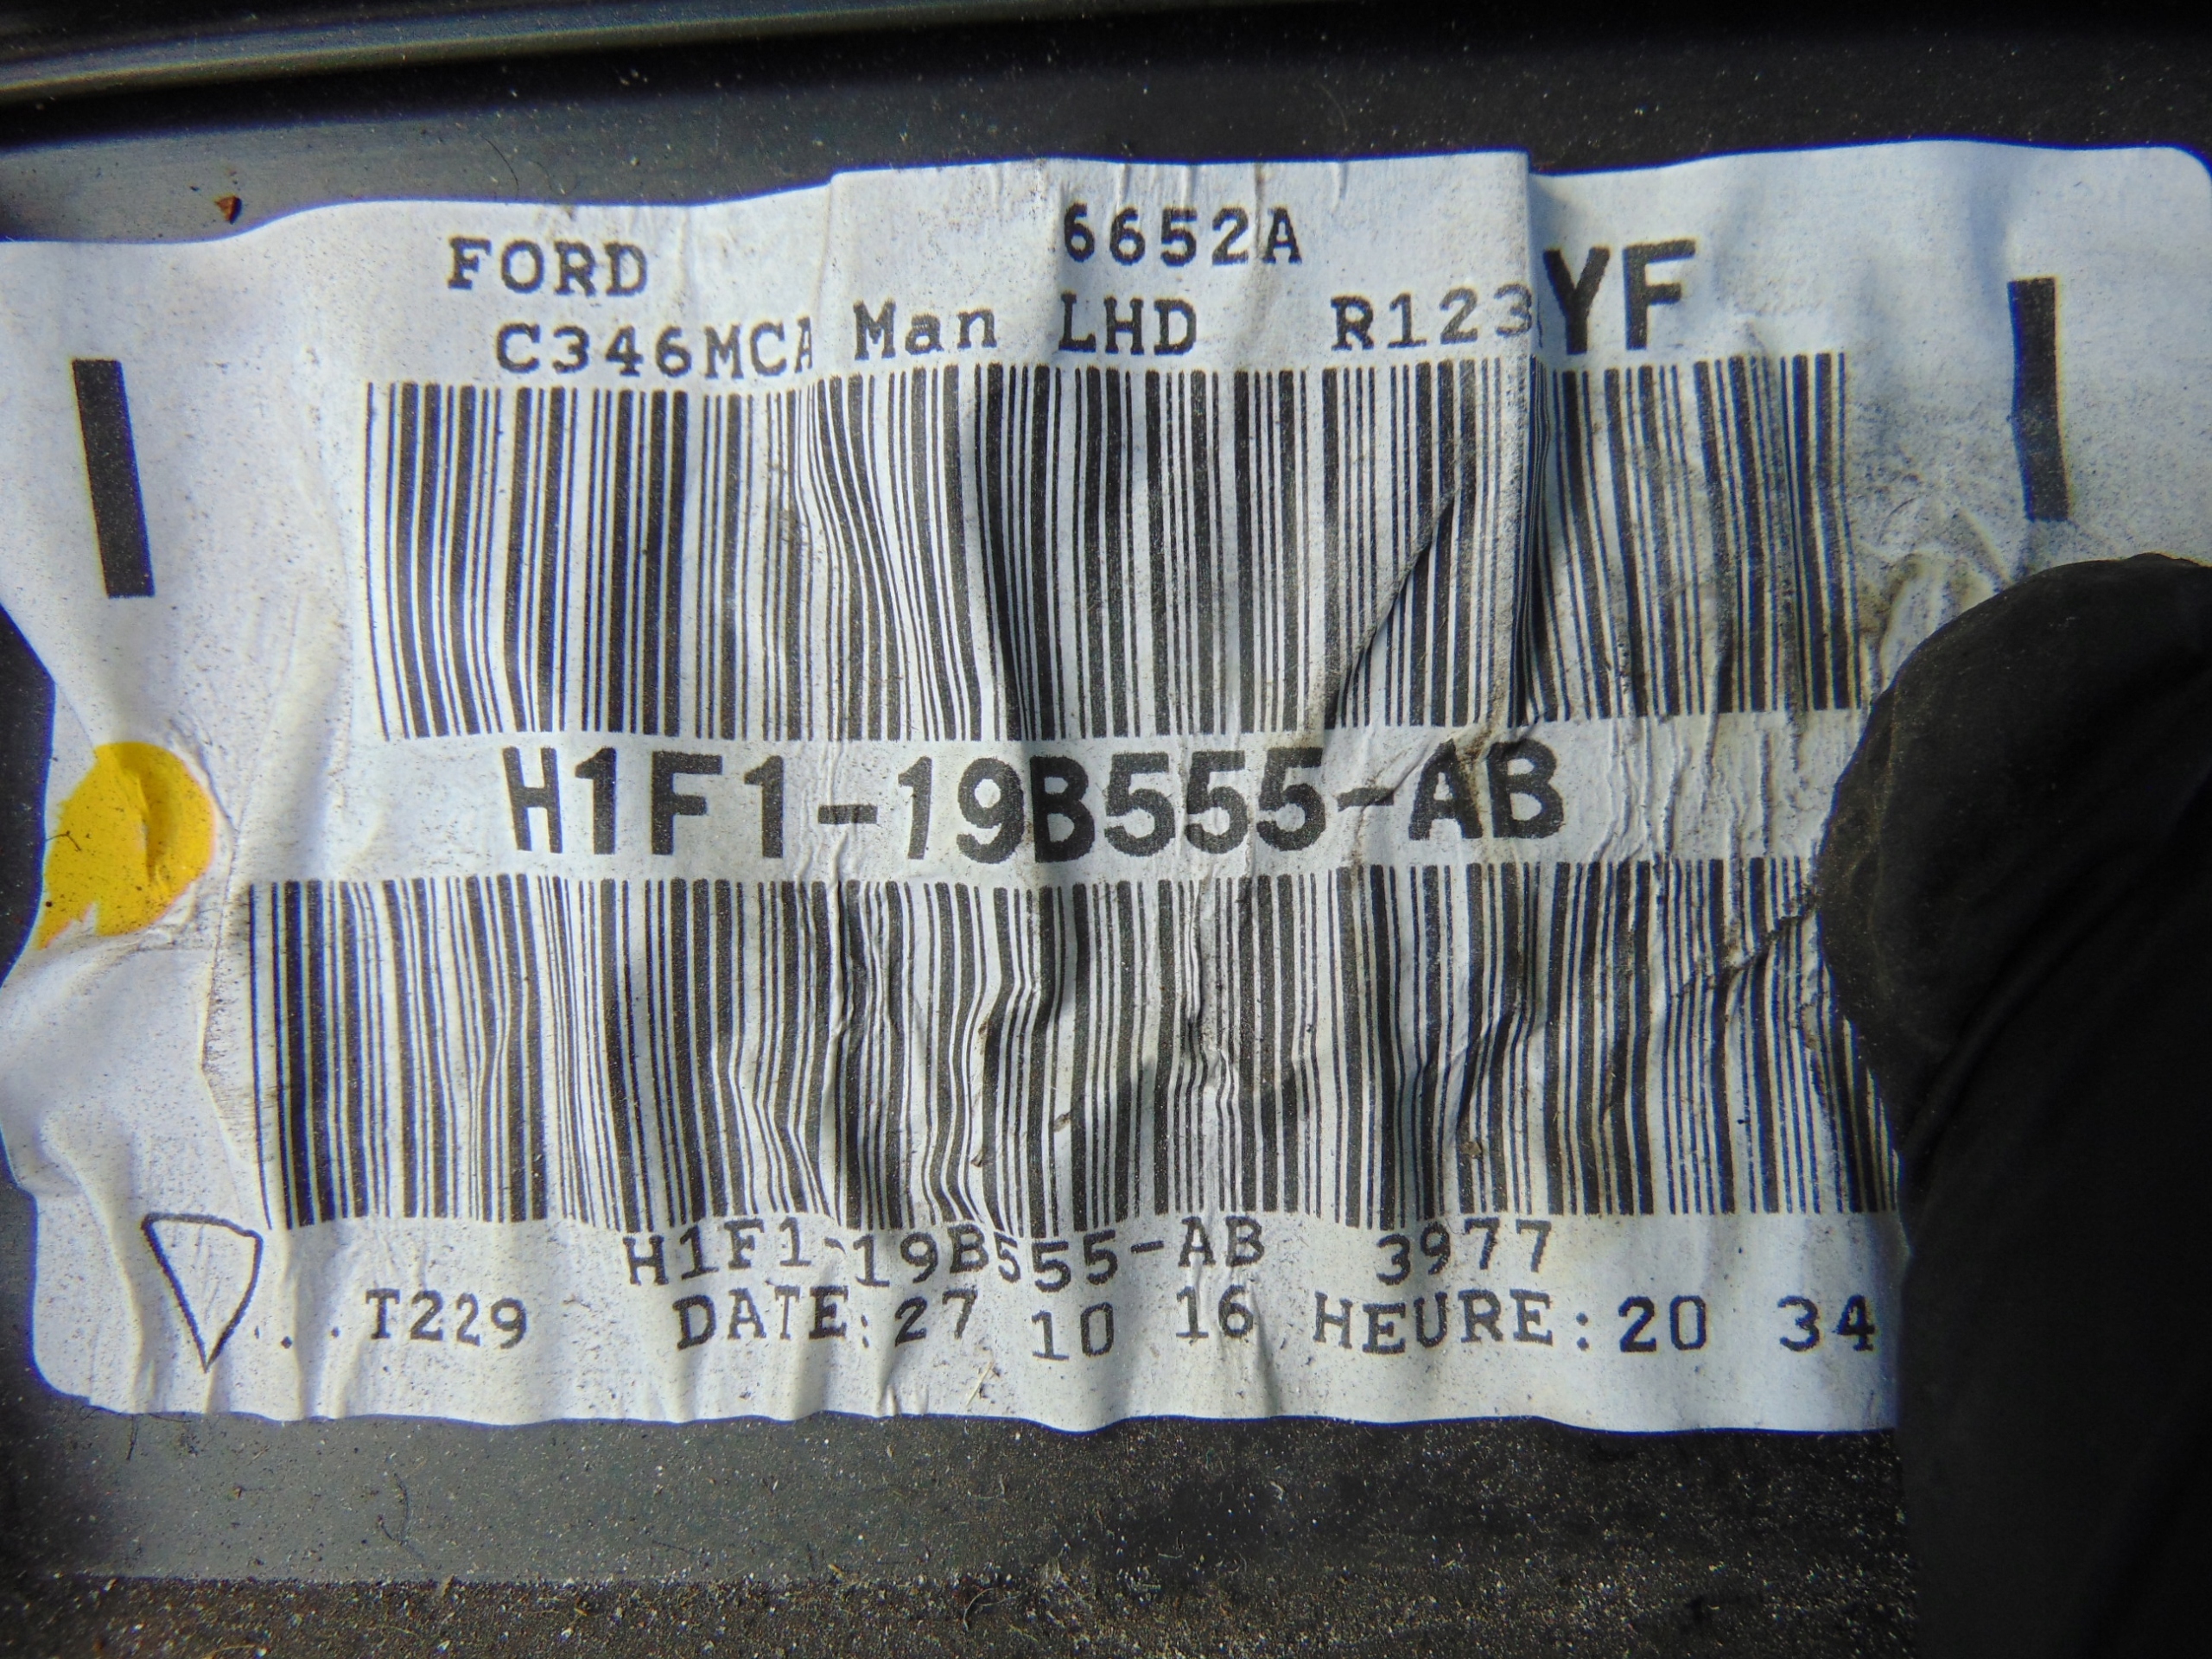 FORD 6652A
C346MCA Man LHD R123 YF
H1F1-19B555-AB
H1F1-19B555-AB 3977
...T229 DATE:27 10 16 HEURE:20 34